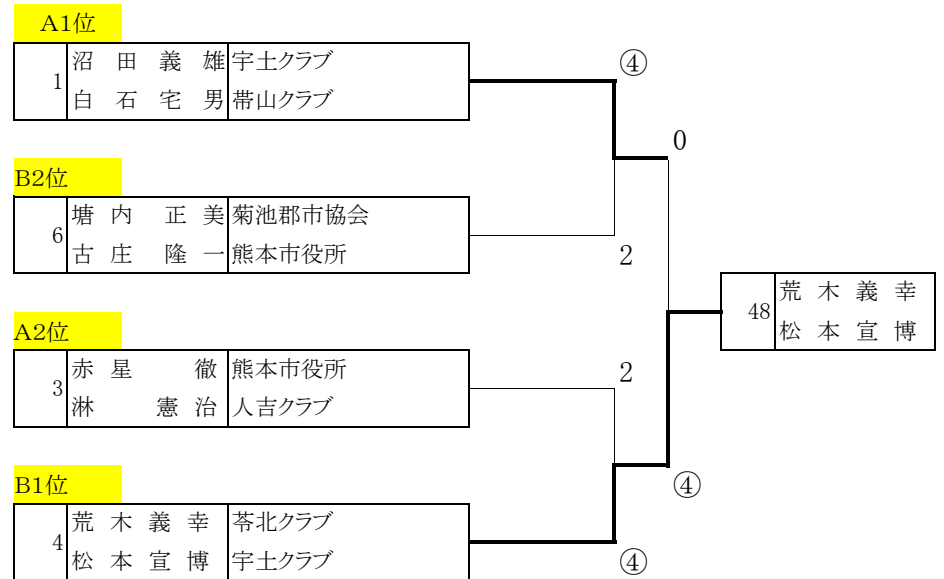 A1位
1 沼田義雄 宇土クラブ
白石宅男 帯山クラブ
④
0
B2位
6 塘内正美 菊池郡市協会
古庄隆一 熊本市役所
2
48 荒木義幸
松本宣博
A2位
3 赤星徹 熊本市役所
淋憲治 人吉クラブ
2
④
B1位
4 荒木義幸 苓北クラブ
松本宣博 宇土クラブ
④